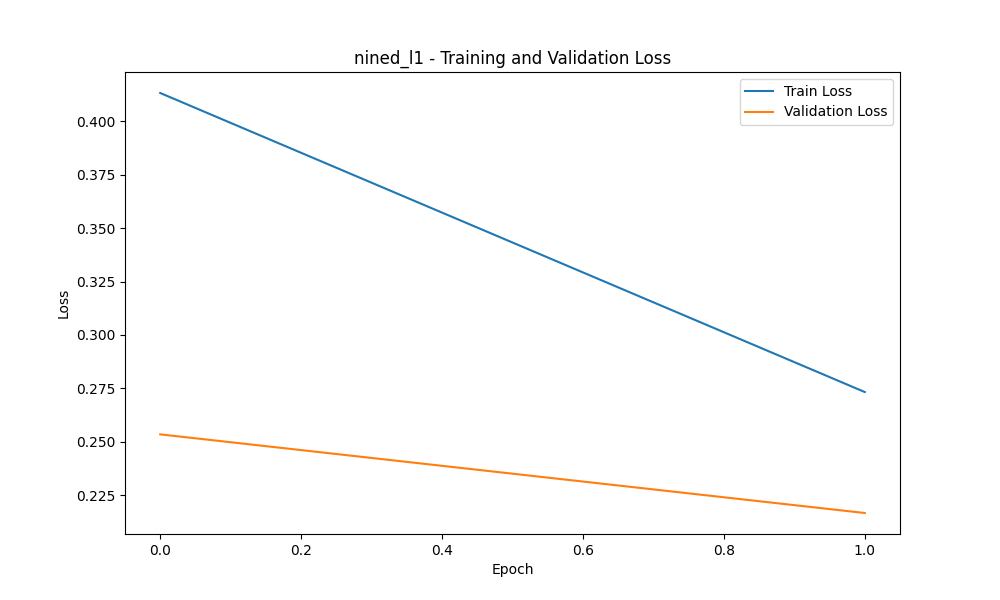 nined_l1 - Training and Validation Loss
Train Loss
Validation Loss
0.400
0.375
0.350
0.325
0.300
0.275
0.250
0.225
Loss
0.0 0.2 0.4 0.6 0.8 1.0
Epoch